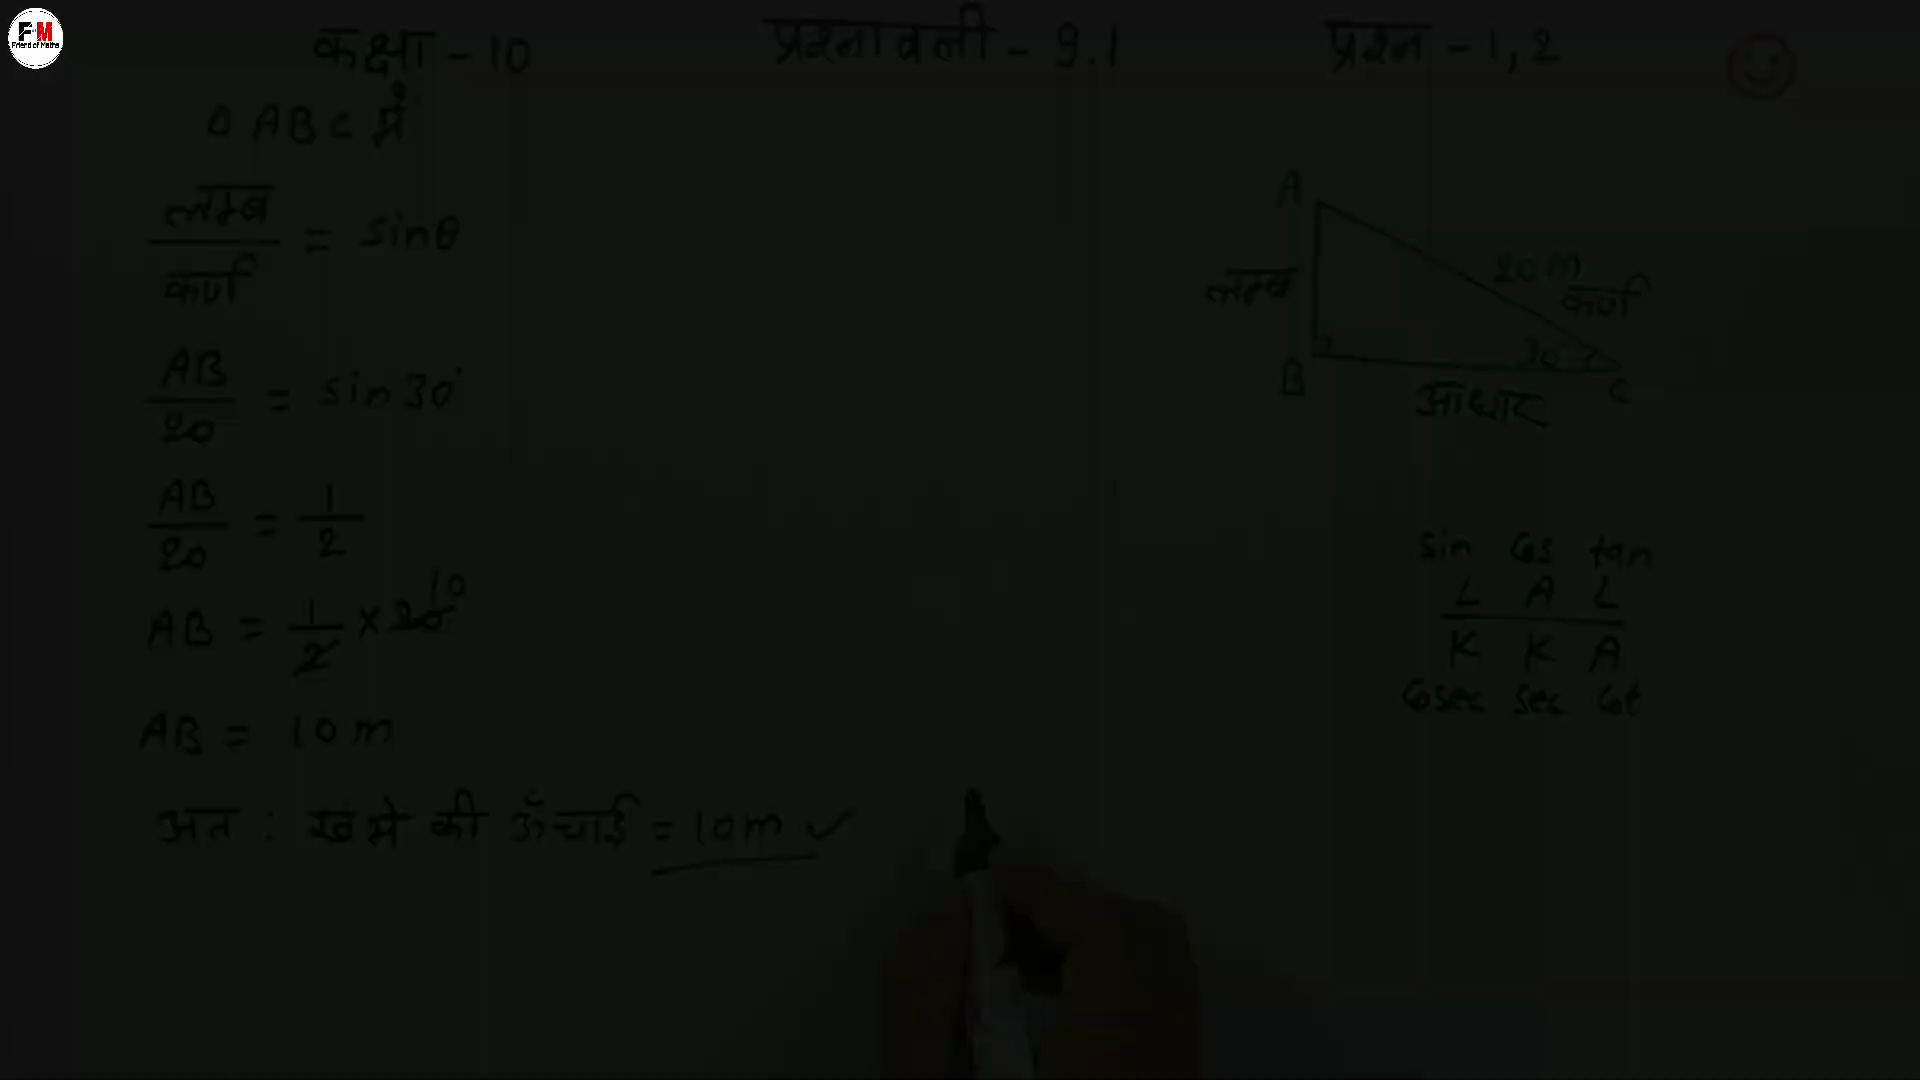 FM
Friend of Maths
कक्षा - 10 प्रश्नावली - 9.1 प्रश्न - 1, 2
Δ ABC में
लम्ब / कर्ण = sinθ
AB / 20 = sin 30°
AB / 20 = 1 / 2
AB = 1 / 2 × 20 10
AB = 10 m
अत : खंभे की ऊँचाई = 10m ✓
A
20 m
कर्ण
लम्ब
30°
B
C
आधार
sin cos tan
L A L
K K A
cosec sec cot